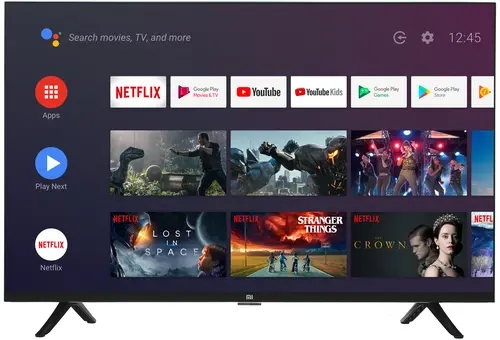 Search movies, TV, and more
12:45
NETFLIX
Google Play
Movies & TV
YouTube
YouTube Kids
Google Play
Games
Google Play
Store
Apps
Play Next
NETFLIX
Netflix
NETFLIX
LOST IN
SPACE
NETFLIX
STRANGER
THINGS
NETFLIX
THE
CROWN
mi